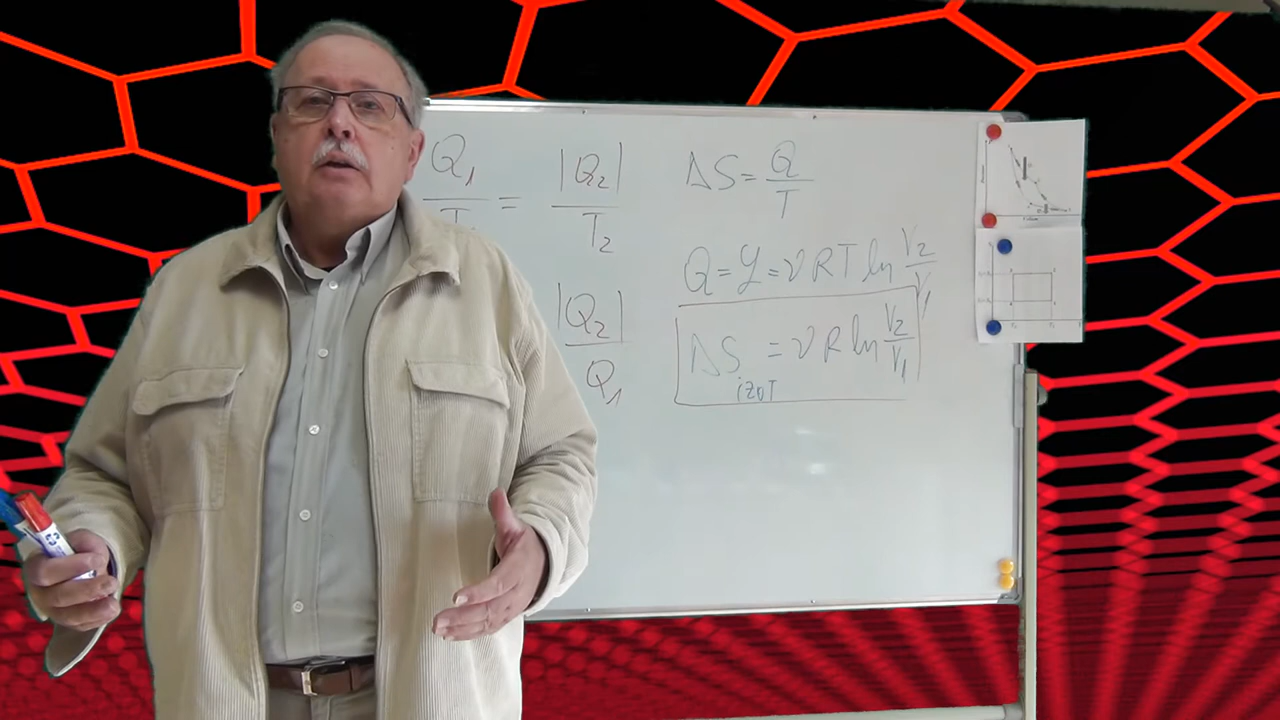 Q₁/T = |Q₂|/T₂
|Q₂|/Q₁
ΔS = Q/T
Q = L = νRT ln V₂/V₁
ΔS izoT = νR ln V₂/V₁